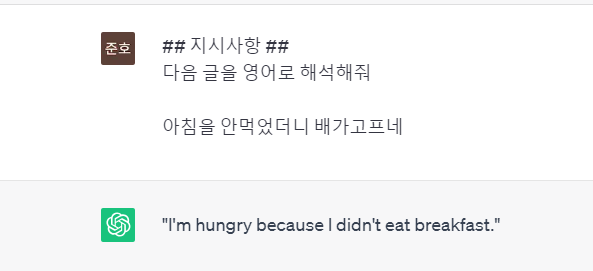 준호
## 지시사항 ##
다음 글을 영어로 해석해줘
아침을 안먹었더니 배가고프네
"I'm hungry because I didn't eat breakfast."